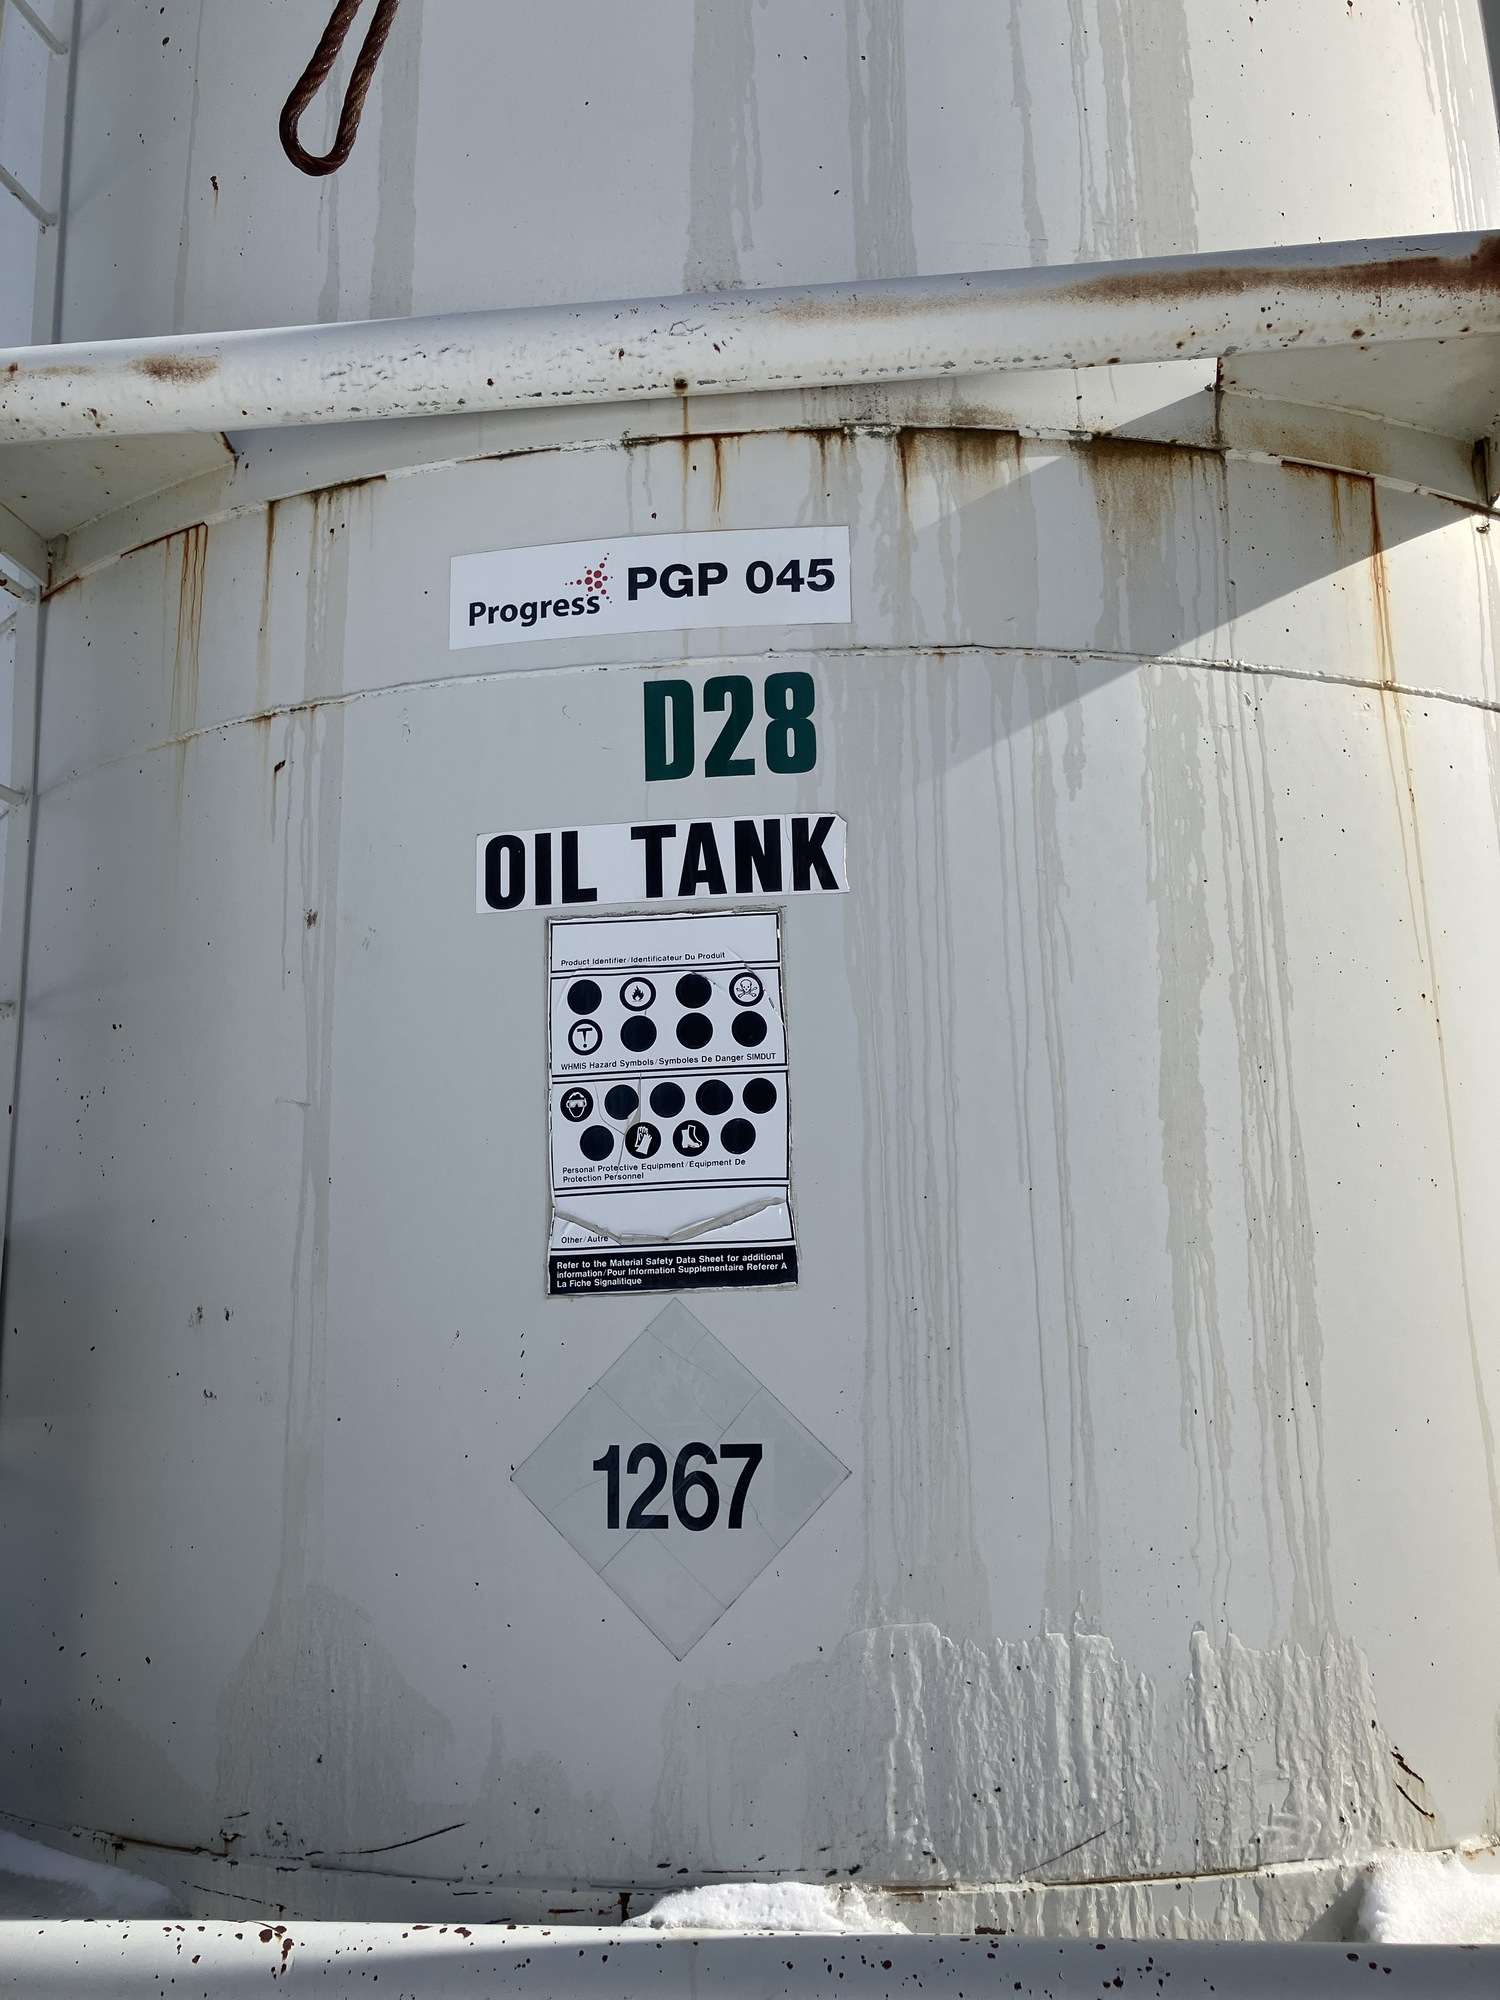 Progress PGP 045
D28
OIL TANK
Product Identifier/Identificateur Du Produit
WHMIS Hazard Symbols/Symboles De Danger SIMDUT
Personal Protective Equipment/Équipment De
Protection Personnel
Other/Autre
Refer to the Material Safety Data Sheet for additional
information/Pour Information Supplementaire Referer A
La Fiche Signalitique
1267